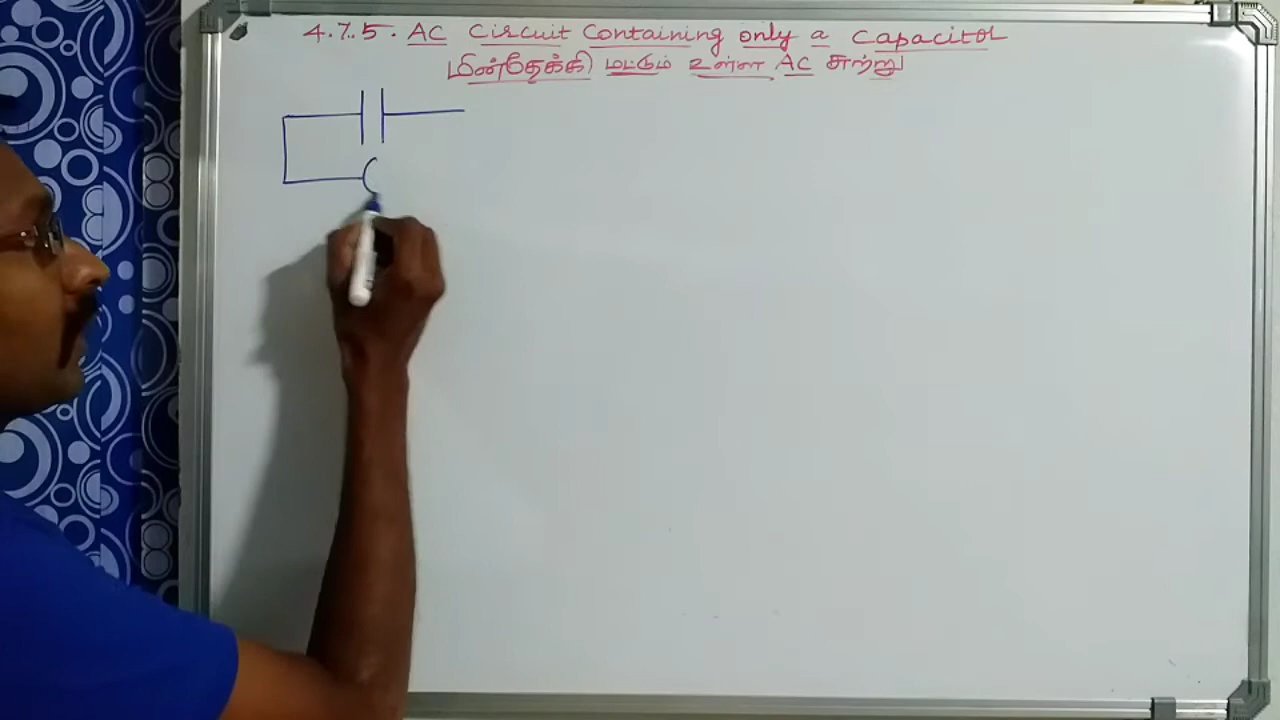 4.7.5. AC Circuit Containing only a Capacitor
மின்தேக்கி மட்டும் உள்ள AC சுற்று